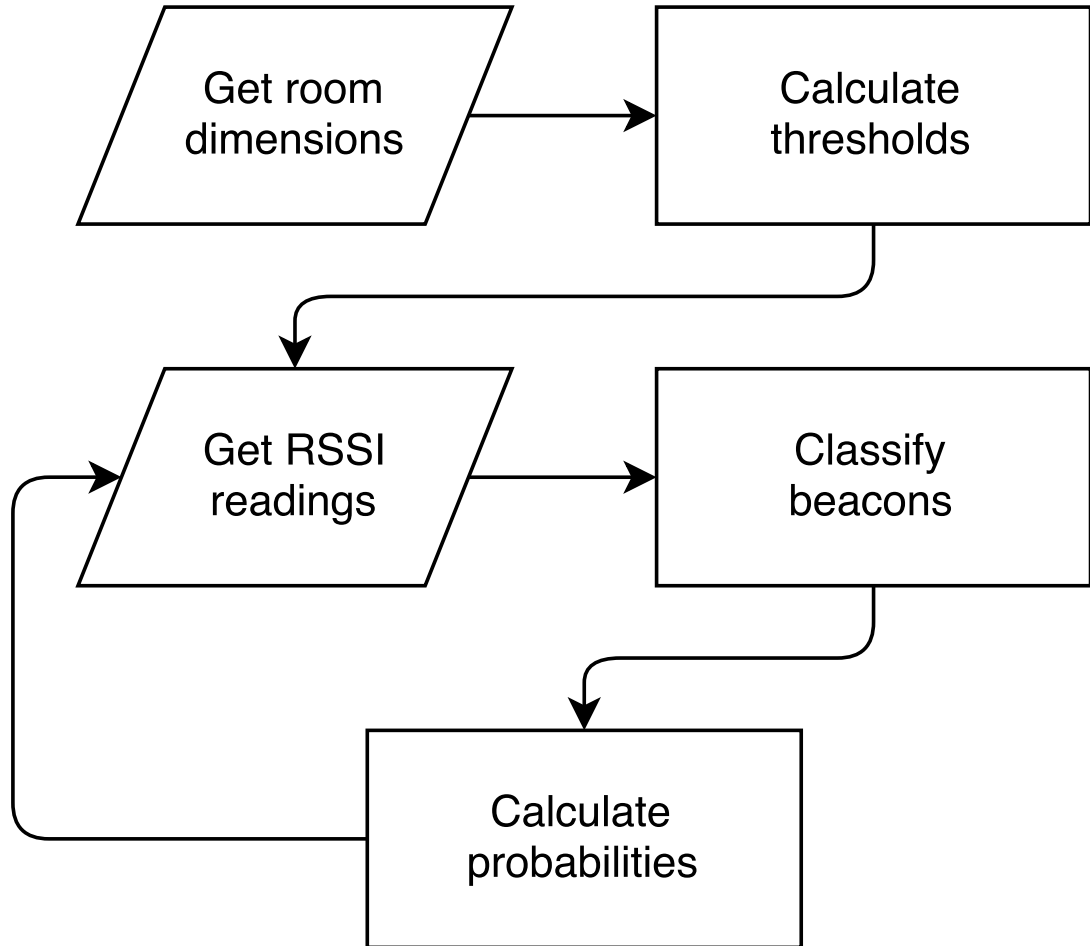 Get room
dimensions
Calculate
thresholds
Get RSSI
readings
Classify
beacons
Calculate
probabilities